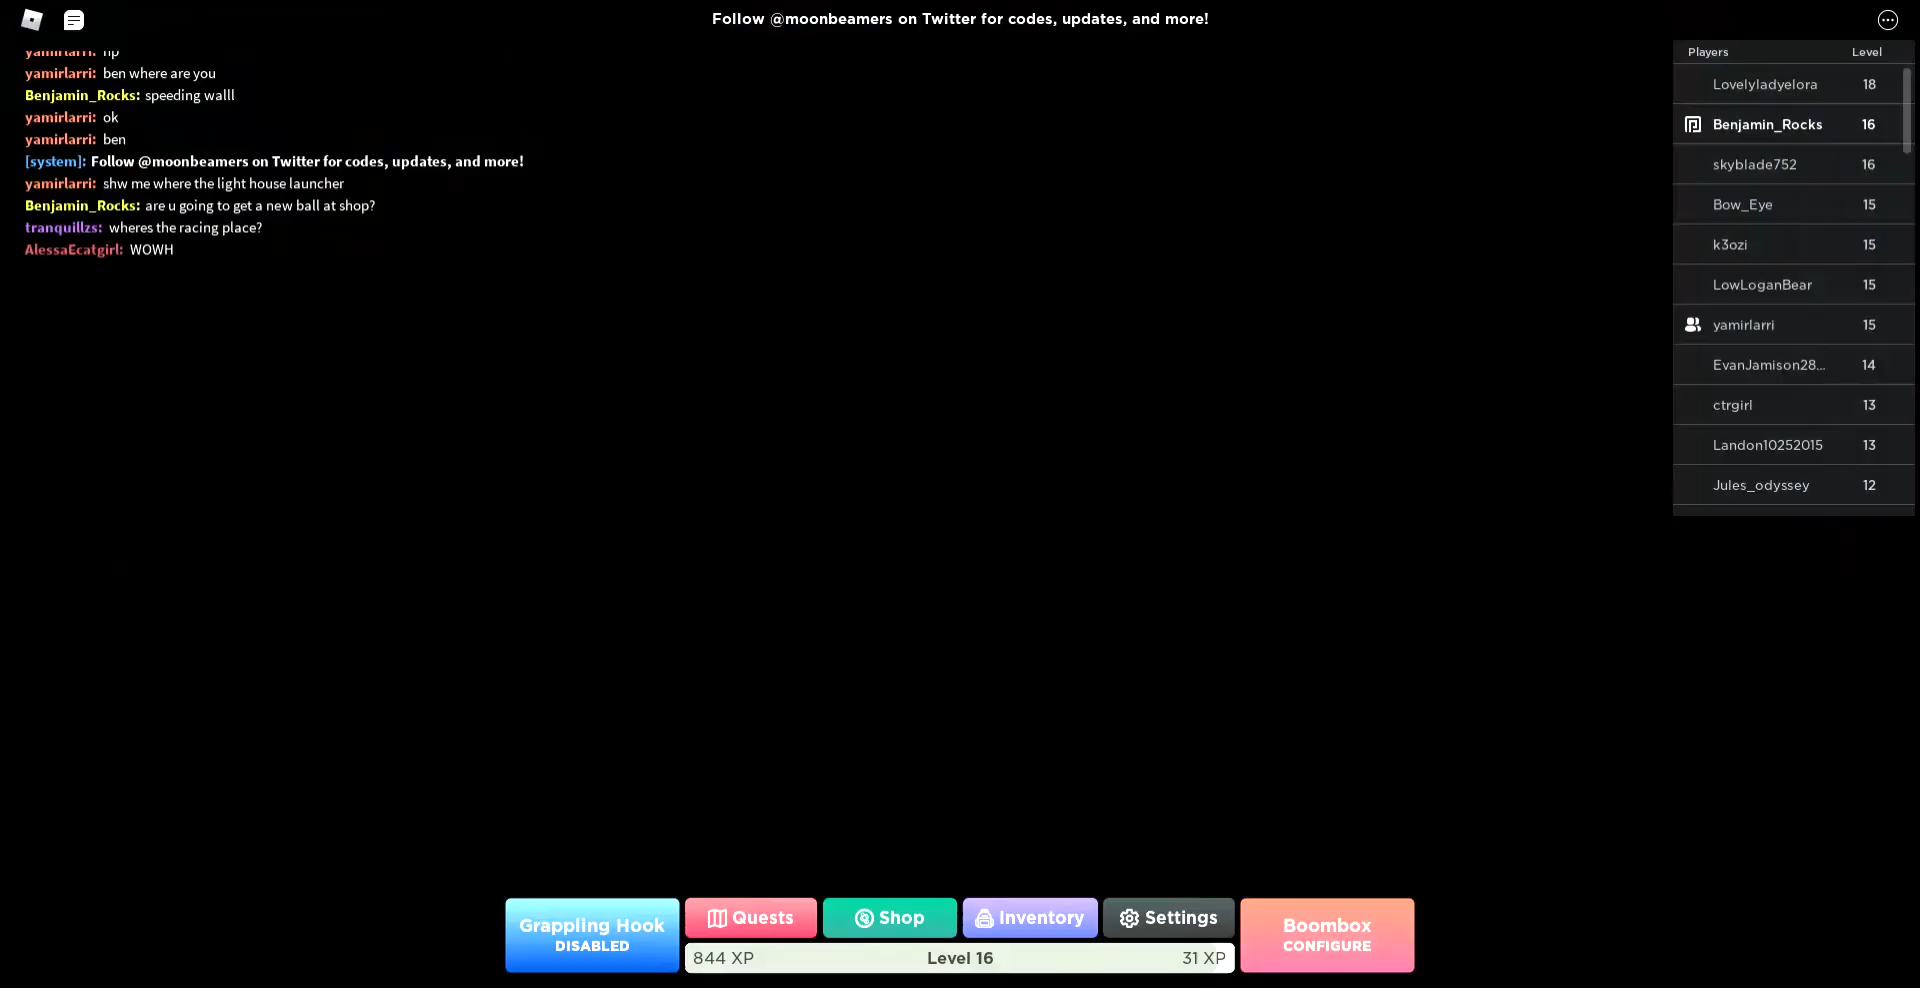 Follow @moonbeamers on Twitter for codes, updates, and more!
yamirlarri: np
yamirlarri: ben where are you
Benjamin_Rocks: speeding walll
yamirlarri: ok
yamirlarri: ben
[system]: Follow @moonbeamers on Twitter for codes, updates, and more!
yamirlarri: shw me where the light house launcher
Benjamin_Rocks: are u going to get a new ball at shop?
tranquillzs: wheres the racing place?
AlessaEcatgirl: WOWH
Players Level
Lovelyladyelora 18
Benjamin_Rocks 16
skyblade752 16
Bow_Eye 15
k3ozi 15
LowLoganBear 15
yamirlarri 15
EvanJamison28... 14
ctrgirl 13
Landon10252015 13
Jules_odyssey 12
Grappling Hook
DISABLED
Quests
Shop
Inventory
Settings
844 XP Level 16 31 XP
Boombox
CONFIGURE